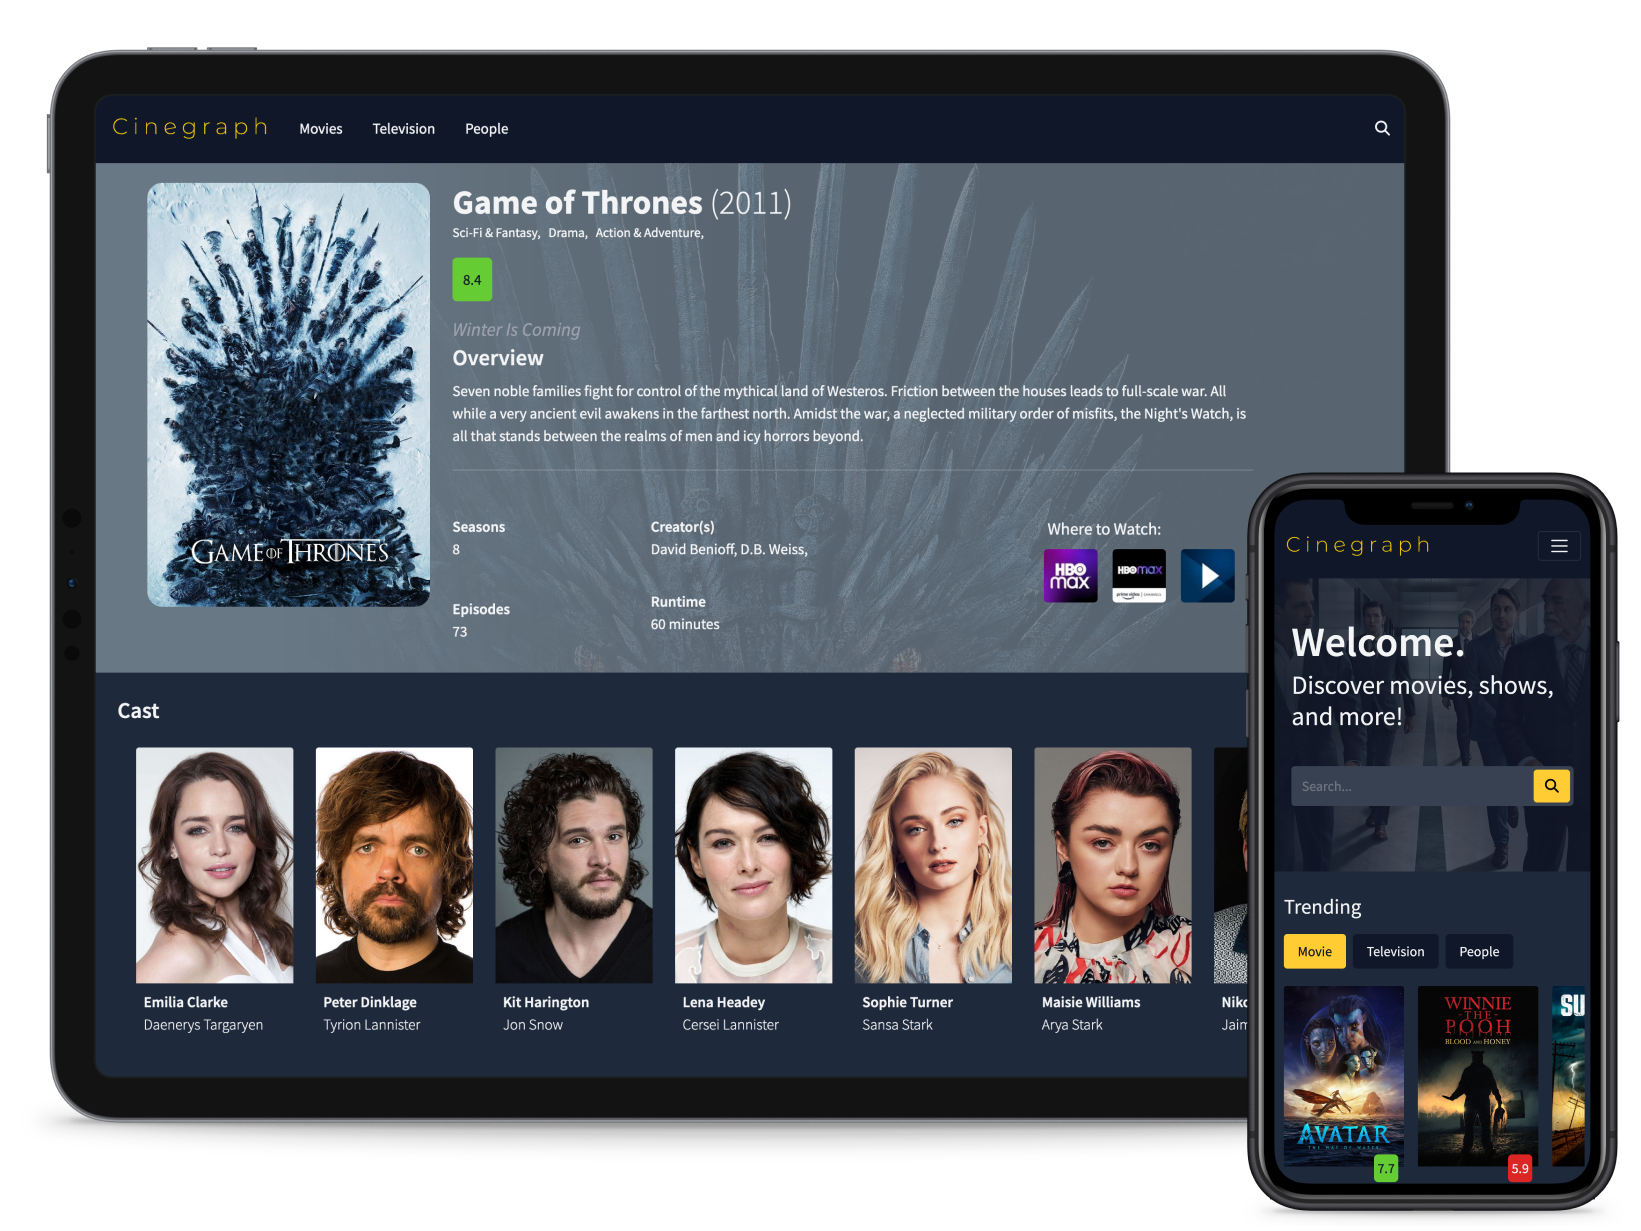 Cinegraph
Movies
Television
People
GAME OF THRONES
Game of Thrones (2011)
Sci-Fi & Fantasy, Drama, Action & Adventure,
8.4
Winter Is Coming
Overview
Seven noble families fight for control of the mythical land of Westeros. Friction between the houses leads to full-scale war. All
while a very ancient evil awakens in the farthest north. Amidst the war, a neglected military order of misfits, the Night's Watch, is
all that stands between the realms of men and icy horrors beyond.
Seasons
8
Creator(s)
David Benioff, D.B. Weiss,
Episodes
73
Runtime
60 minutes
Where to Watch:
HBO
max
HBO max
prime video | CHANNELS
Cast
Emilia Clarke
Daenerys Targaryen
Peter Dinklage
Tyrion Lannister
Kit Harington
Jon Snow
Lena Headey
Cersei Lannister
Sophie Turner
Sansa Stark
Maisie Williams
Arya Stark
Niko
Jaim
Cinegraph
Welcome.
Discover movies, shows,
and more!
Search...
Trending
Movie
Television
People
AVATAR
THE WAY OF WATER
7.7
WINNIE
-THE-
POOH
BLOOD AND HONEY
5.9
SU